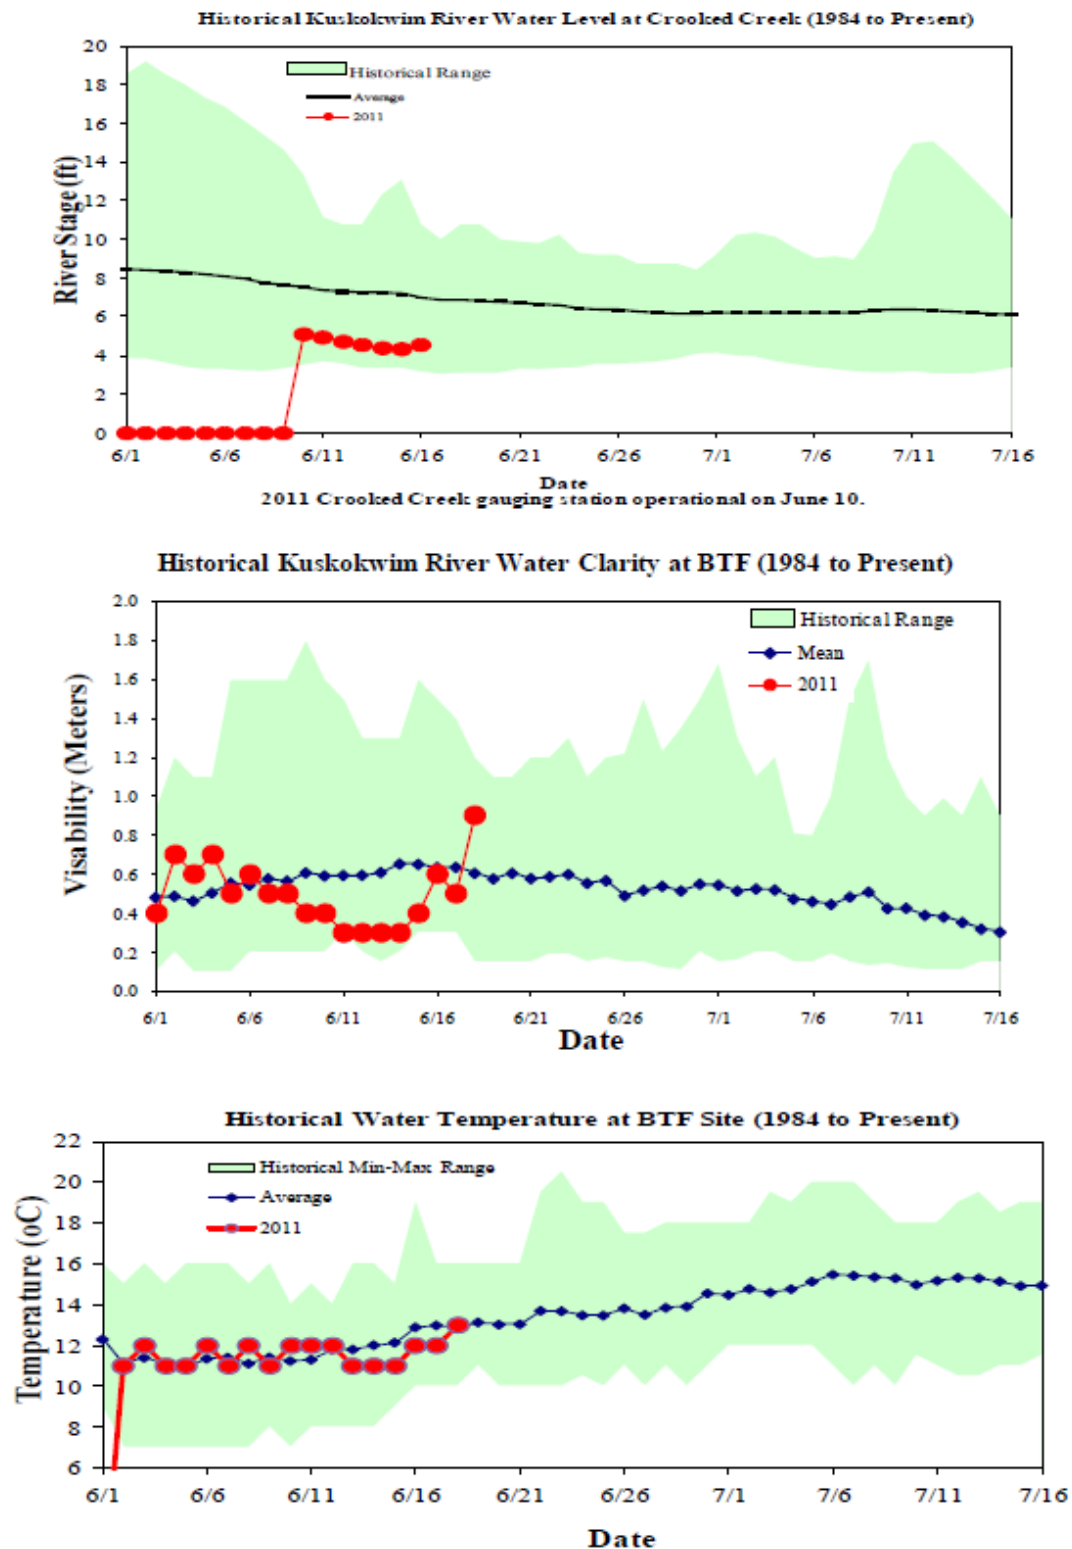 Historical Kuskokwim River Water Level at Crooked Creek (1984 to Present)
20
18
16
14
12
10
8
6
4
2
0
River Stage (ft)
Historical Range
Average
2011
6/1 6/6 6/11 6/16 6/21 6/26 7/1 7/6 7/11 7/16
Date
2011 Crooked Creek gauging station operational on June 10.
Historical Kuskokwim River Water Clarity at BTF (1984 to Present)
2.0
1.8
1.6
1.4
1.2
1.0
0.8
0.6
0.4
0.2
0.0
Visability (Meters)
Historical Range
Mean
2011
6/1 6/6 6/11 6/16 6/21 6/26 7/1 7/6 7/11 7/16
Date
Historical Water Temperature at BTF Site (1984 to Present)
22
20
18
16
14
12
10
8
6
Temperature (oC)
Historical Min-Max Range
Average
2011
6/1 6/6 6/11 6/16 6/21 6/26 7/1 7/6 7/11 7/16
Date